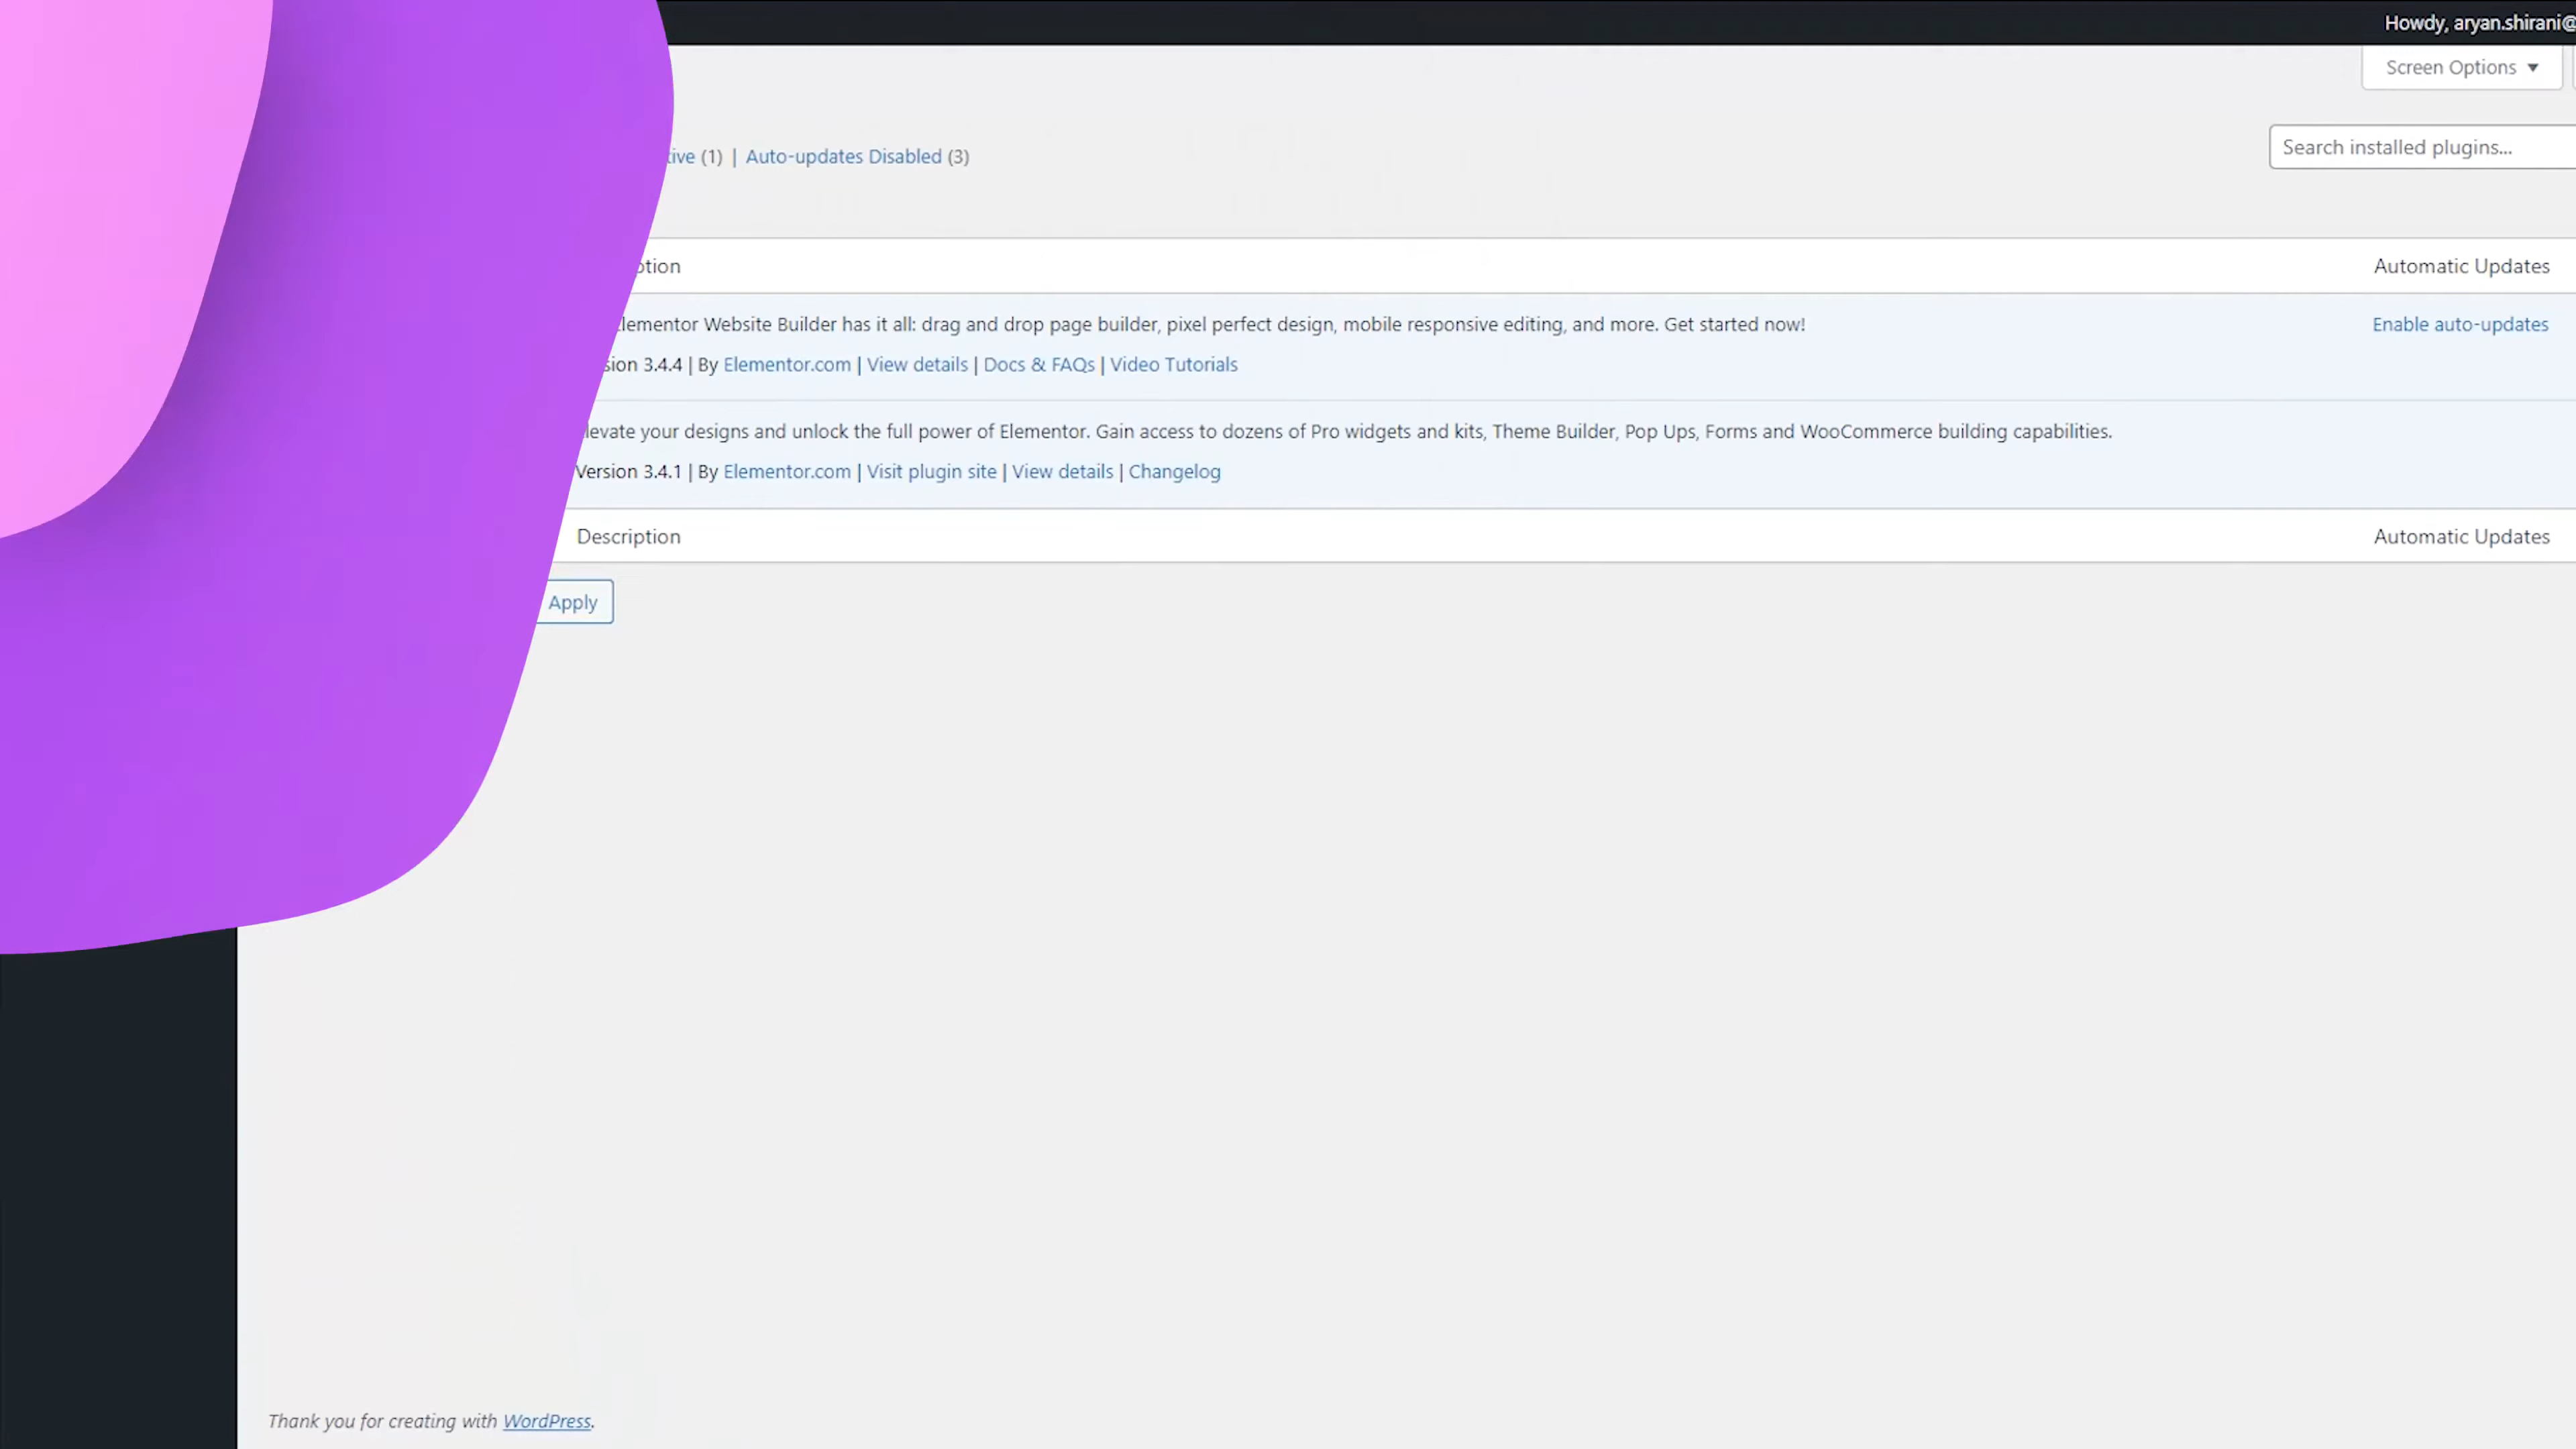 Howdy, aryan.shirani@
Screen Options
(1) | Auto-updates Disabled (3)
Search installed plugins...
Automatic Updates
Website Builder has it all: drag and drop page builder, pixel perfect design, mobile responsive editing, and more. Get started now!
Enable auto-updates
3.4.4 | By Elementor.com | View details | Docs & FAQs | Video Tutorials
your designs and unlock the full power of Elementor. Gain access to dozens of Pro widgets and kits, Theme Builder, Pop Ups, Forms and WooCommerce building capabilities.
Version 3.4.1 | By Elementor.com | Visit plugin site | View details | Changelog
Description
Automatic Updates
Apply
Thank you for creating with WordPress.